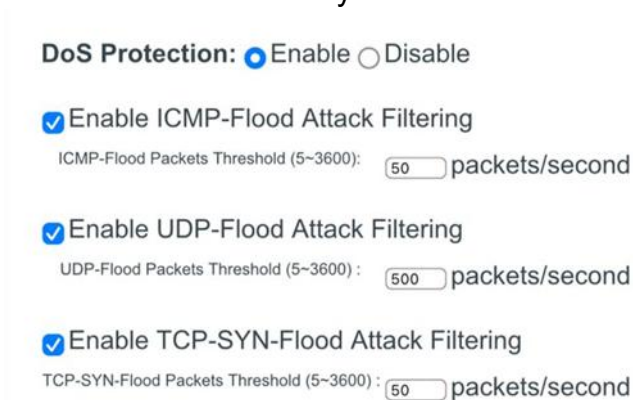 DoS Protection: Enable Disable
Enable ICMP-Flood Attack Filtering
ICMP-Flood Packets Threshold (5~3600): 50 packets/second
Enable UDP-Flood Attack Filtering
UDP-Flood Packets Threshold (5~3600) : 500 packets/second
Enable TCP-SYN-Flood Attack Filtering
TCP-SYN-Flood Packets Threshold (5~3600) : 50 packets/second